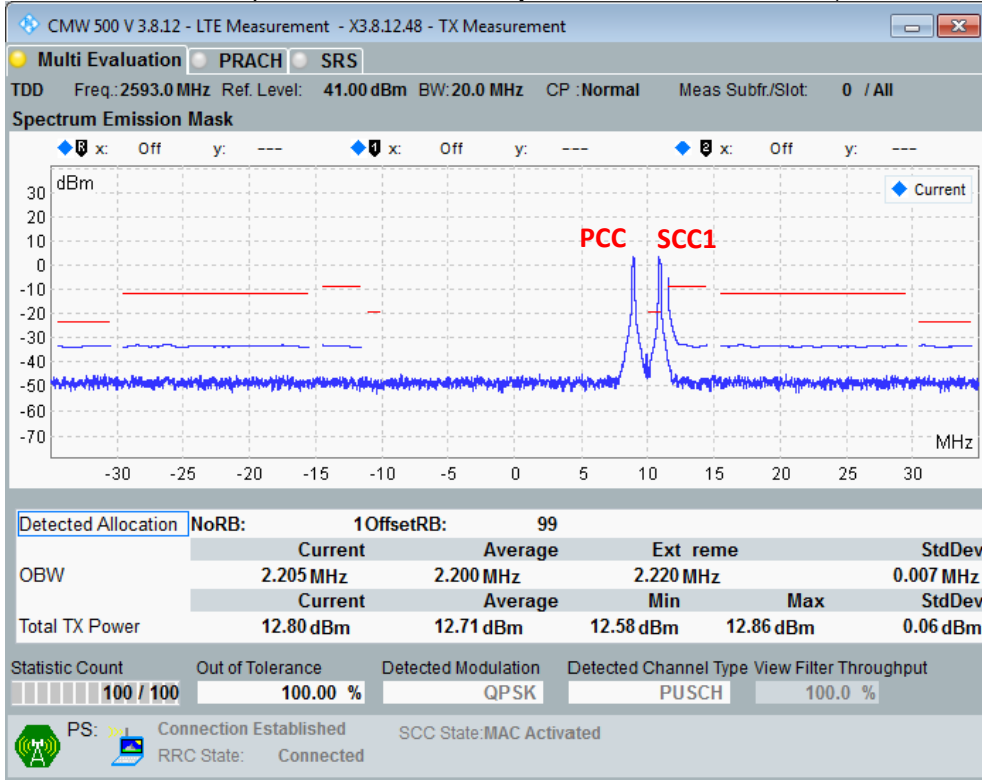 CMW 500 V 3.8.12 - LTE Measurement - X3.8.12.48 - TX Measurement
Multi Evaluation PRACH SRS
TDD Freq.:2593.0 MHz Ref. Level: 41.00 dBm BW:20.0 MHz CP :Normal Meas Subfr./Slot: 0 / All
Spectrum Emission Mask
R x: Off y: --- 1 x: Off y: --- 2 x: Off y: ---
dBm
Current
30
20
10
0
-10
-20
-30
-40
-50
-60
-70
PCC SCC1
MHz
-30 -25 -20 -15 -10 -5 0 5 10 15 20 25 30
Detected Allocation NoRB: 1 OffsetRB: 99
Current Average Ext reme StdDev
OBW 2.205 MHz 2.200 MHz 2.220 MHz 0.007 MHz
Current Average Min Max StdDev
Total TX Power 12.80 dBm 12.71 dBm 12.58 dBm 12.86 dBm 0.06 dBm
Statistic Count Out of Tolerance Detected Modulation Detected Channel Type View Filter Throughput
100 / 100 100.00 % QPSK PUSCH 100.0 %
PS: Connection Established SCC State:MAC Activated
RRC State: Connected